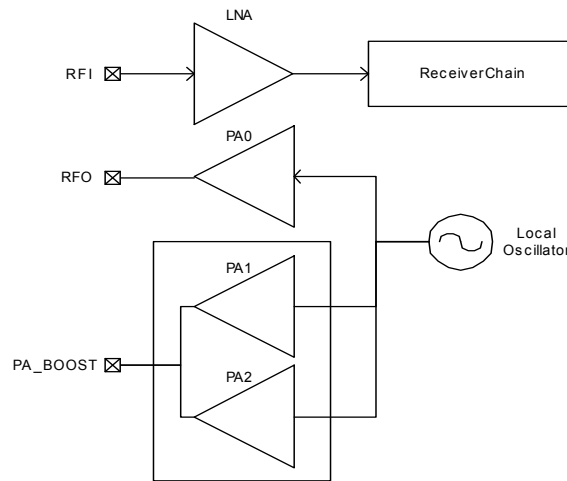 LNA
RFI
ReceiverChain
PA0
RFO
Local
Oscillator
PA1
PA_BOOST
PA2